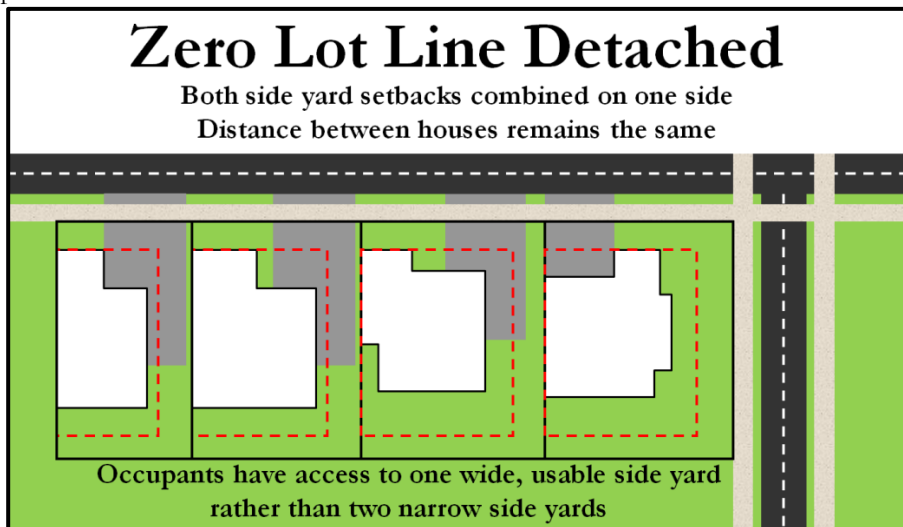 Zero Lot Line Detached
Both side yard setbacks combined on one side
Distance between houses remains the same
Occupants have access to one wide, usable side yard
rather than two narrow side yards